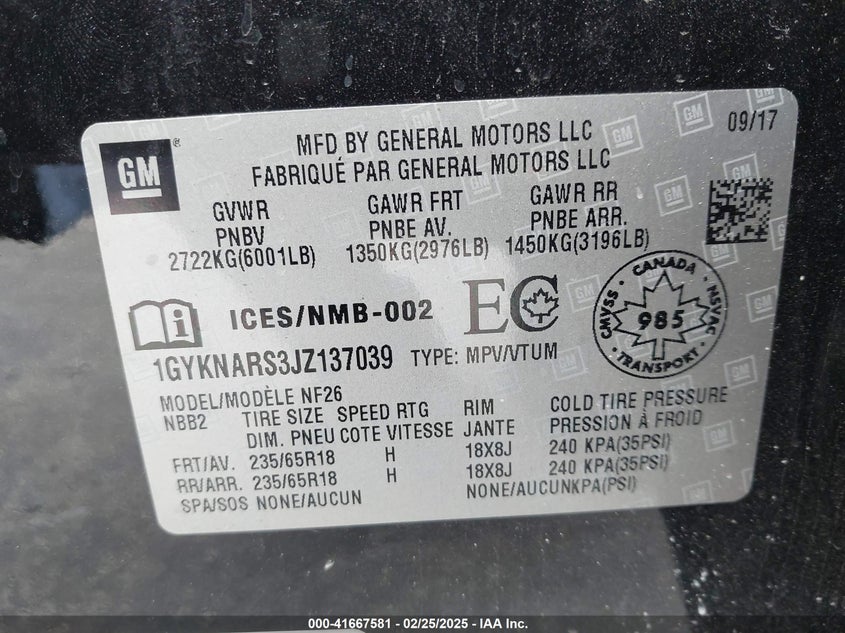 GM
MFD BY GENERAL MOTORS LLC
FABRIQUÉ PAR GENERAL MOTORS LLC
09/17
GVWR GAWR FRT GAWR RR
PNBV PNBE AV. PNBE ARR.
2722KG(6001LB) 1350KG(2976LB) 1450KG(3196LB)
ICES/NMB-002 EC
CANADA
CMVSS 985 NSVAC
TRANSPORT
1GYKNARS3JZ137039 TYPE: MPV/VTUM
MODEL/MODÈLE NF26
NBB2 TIRE SIZE SPEED RTG RIM COLD TIRE PRESSURE
DIM. PNEU COTE VITESSE JANTE PRESSION À FROID
FRT/AV. 235/65R18 H 18X8J 240 KPA(35PSI)
RR/ARR. 235/65R18 H 18X8J 240 KPA(35PSI)
SPA/SOS NONE/AUCUN NONE/AUCUNKPA(PSI)
000-41667581 - 02/25/2025 - IAA Inc.